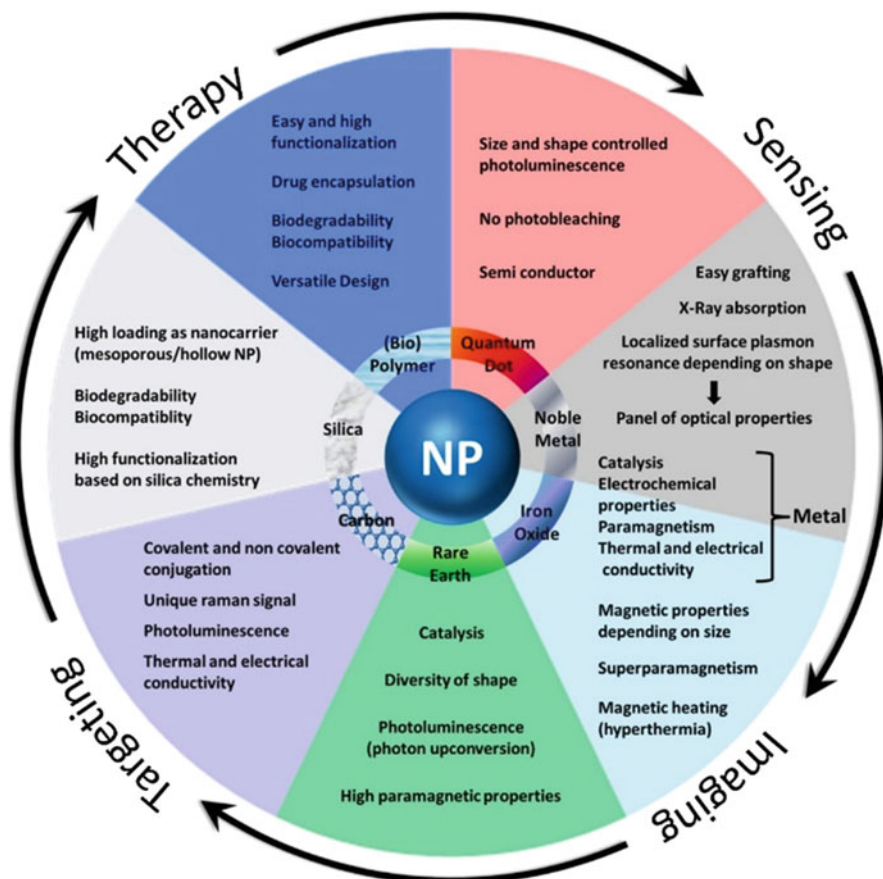 Therapy
Sensing
Imaging
Targeting
Easy and high
functionalization
Drug encapsulation
Biodegradability
Biocompatibility
Versatile Design
(Bio)
Polymer
Size and shape controlled
photoluminescence
No photobleaching
Semi conductor
Quantum
Dot
Easy grafting
X-Ray absorption
Localized surface plasmon
resonance depending on shape
Panel of optical properties
Noble
Metal
Catalysis
Electrochemical
properties
Paramagnetism
Thermal and electrical
conductivity
Metal
Magnetic properties
depending on size
Superparamagnetism
Magnetic heating
(hyperthermia)
Iron
Oxide
Rare
Earth
Catalysis
Diversity of shape
Photoluminescence
(photon upconversion)
High paramagnetic properties
Carbon
Covalent and non covalent
conjugation
Unique raman signal
Photoluminescence
Thermal and electrical
conductivity
Silica
High loading as nanocarrier
(mesoporous/hollow NP)
Biodegradability
Biocompatiblity
High functionalization
based on silica chemistry
NP